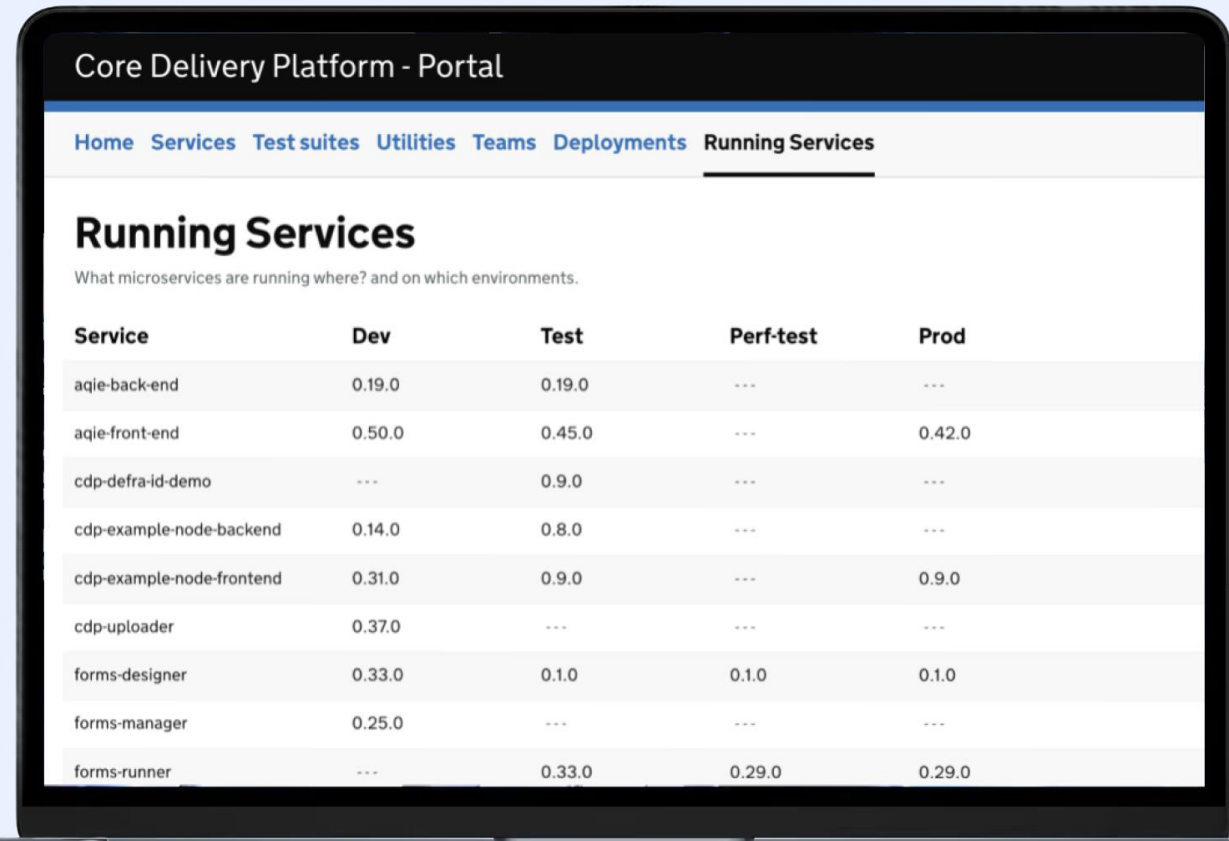 Core Delivery Platform - Portal
Home Services Test suites Utilities Teams Deployments Running Services
Running Services
What microservices are running where? and on which environments.
Service Dev Test Perf-test Prod
aqie-back-end 0.19.0 0.19.0 --- ---
aqie-front-end 0.50.0 0.45.0 --- 0.42.0
cdp-defra-id-demo --- 0.9.0 --- ---
cdp-example-node-backend 0.14.0 0.8.0 --- ---
cdp-example-node-frontend 0.31.0 0.9.0 --- 0.9.0
cdp-uploader 0.37.0 --- --- ---
forms-designer 0.33.0 0.1.0 0.1.0 0.1.0
forms-manager 0.25.0 --- --- ---
forms-runner --- 0.33.0 0.29.0 0.29.0